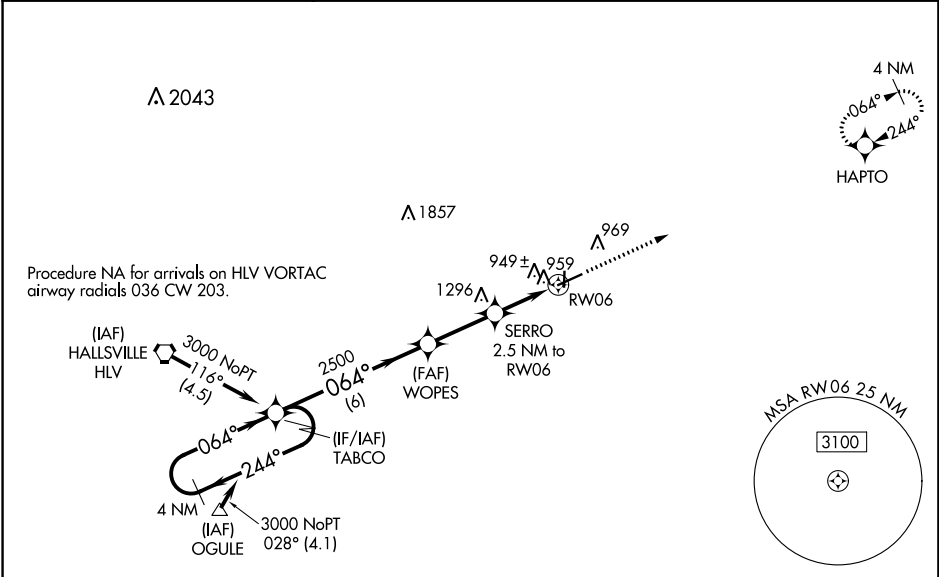 2043
4 NM
064°
244°
HAPTO
1857
969
949±
959
Procedure NA for arrivals on HLV VORTAC
airway radials 036 CW 203.
1296
RW06
SERRO
2.5 NM to
RW06
(IAF)
HALLSVILLE
HLV
3000 NoPT
116°
(4.5)
2500
064°
(6)
(FAF)
WOPES
MSA RW06 25 NM
3100
064°
244°
(IF/IAF)
TABCO
4 NM
(IAF)
OGULE
3000 NoPT
028° (4.1)